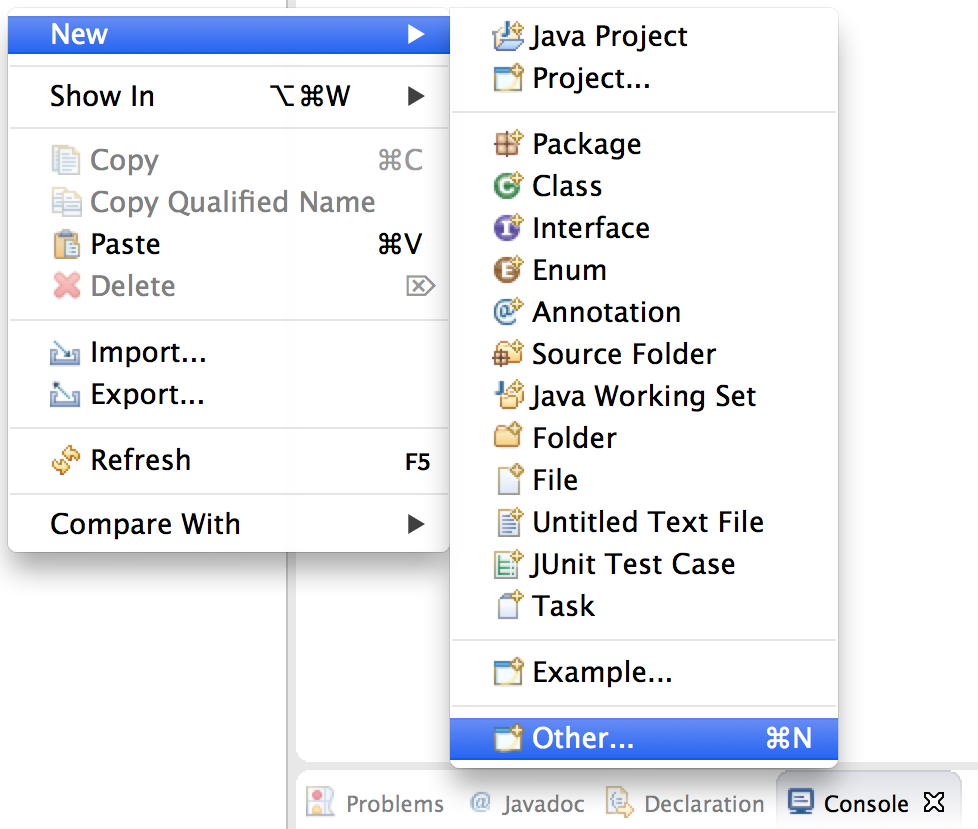 New
Show In ⌥⌘W
Copy ⌘C
Copy Qualified Name
Paste ⌘V
Delete ⌦
Import...
Export...
Refresh F5
Compare With
Java Project
Project...
Package
Class
Interface
Enum
Annotation
Source Folder
Java Working Set
Folder
File
Untitled Text File
JUnit Test Case
Task
Example...
Other... ⌘N
Problems @ Javadoc Declaration Console